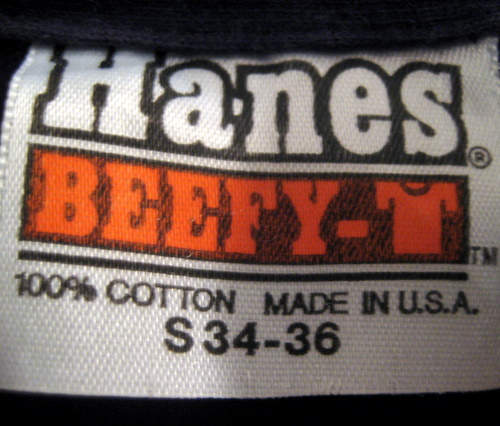 Hanes®
BEEFY-T™
100% COTTON MADE IN U.S.A.
S 34-36